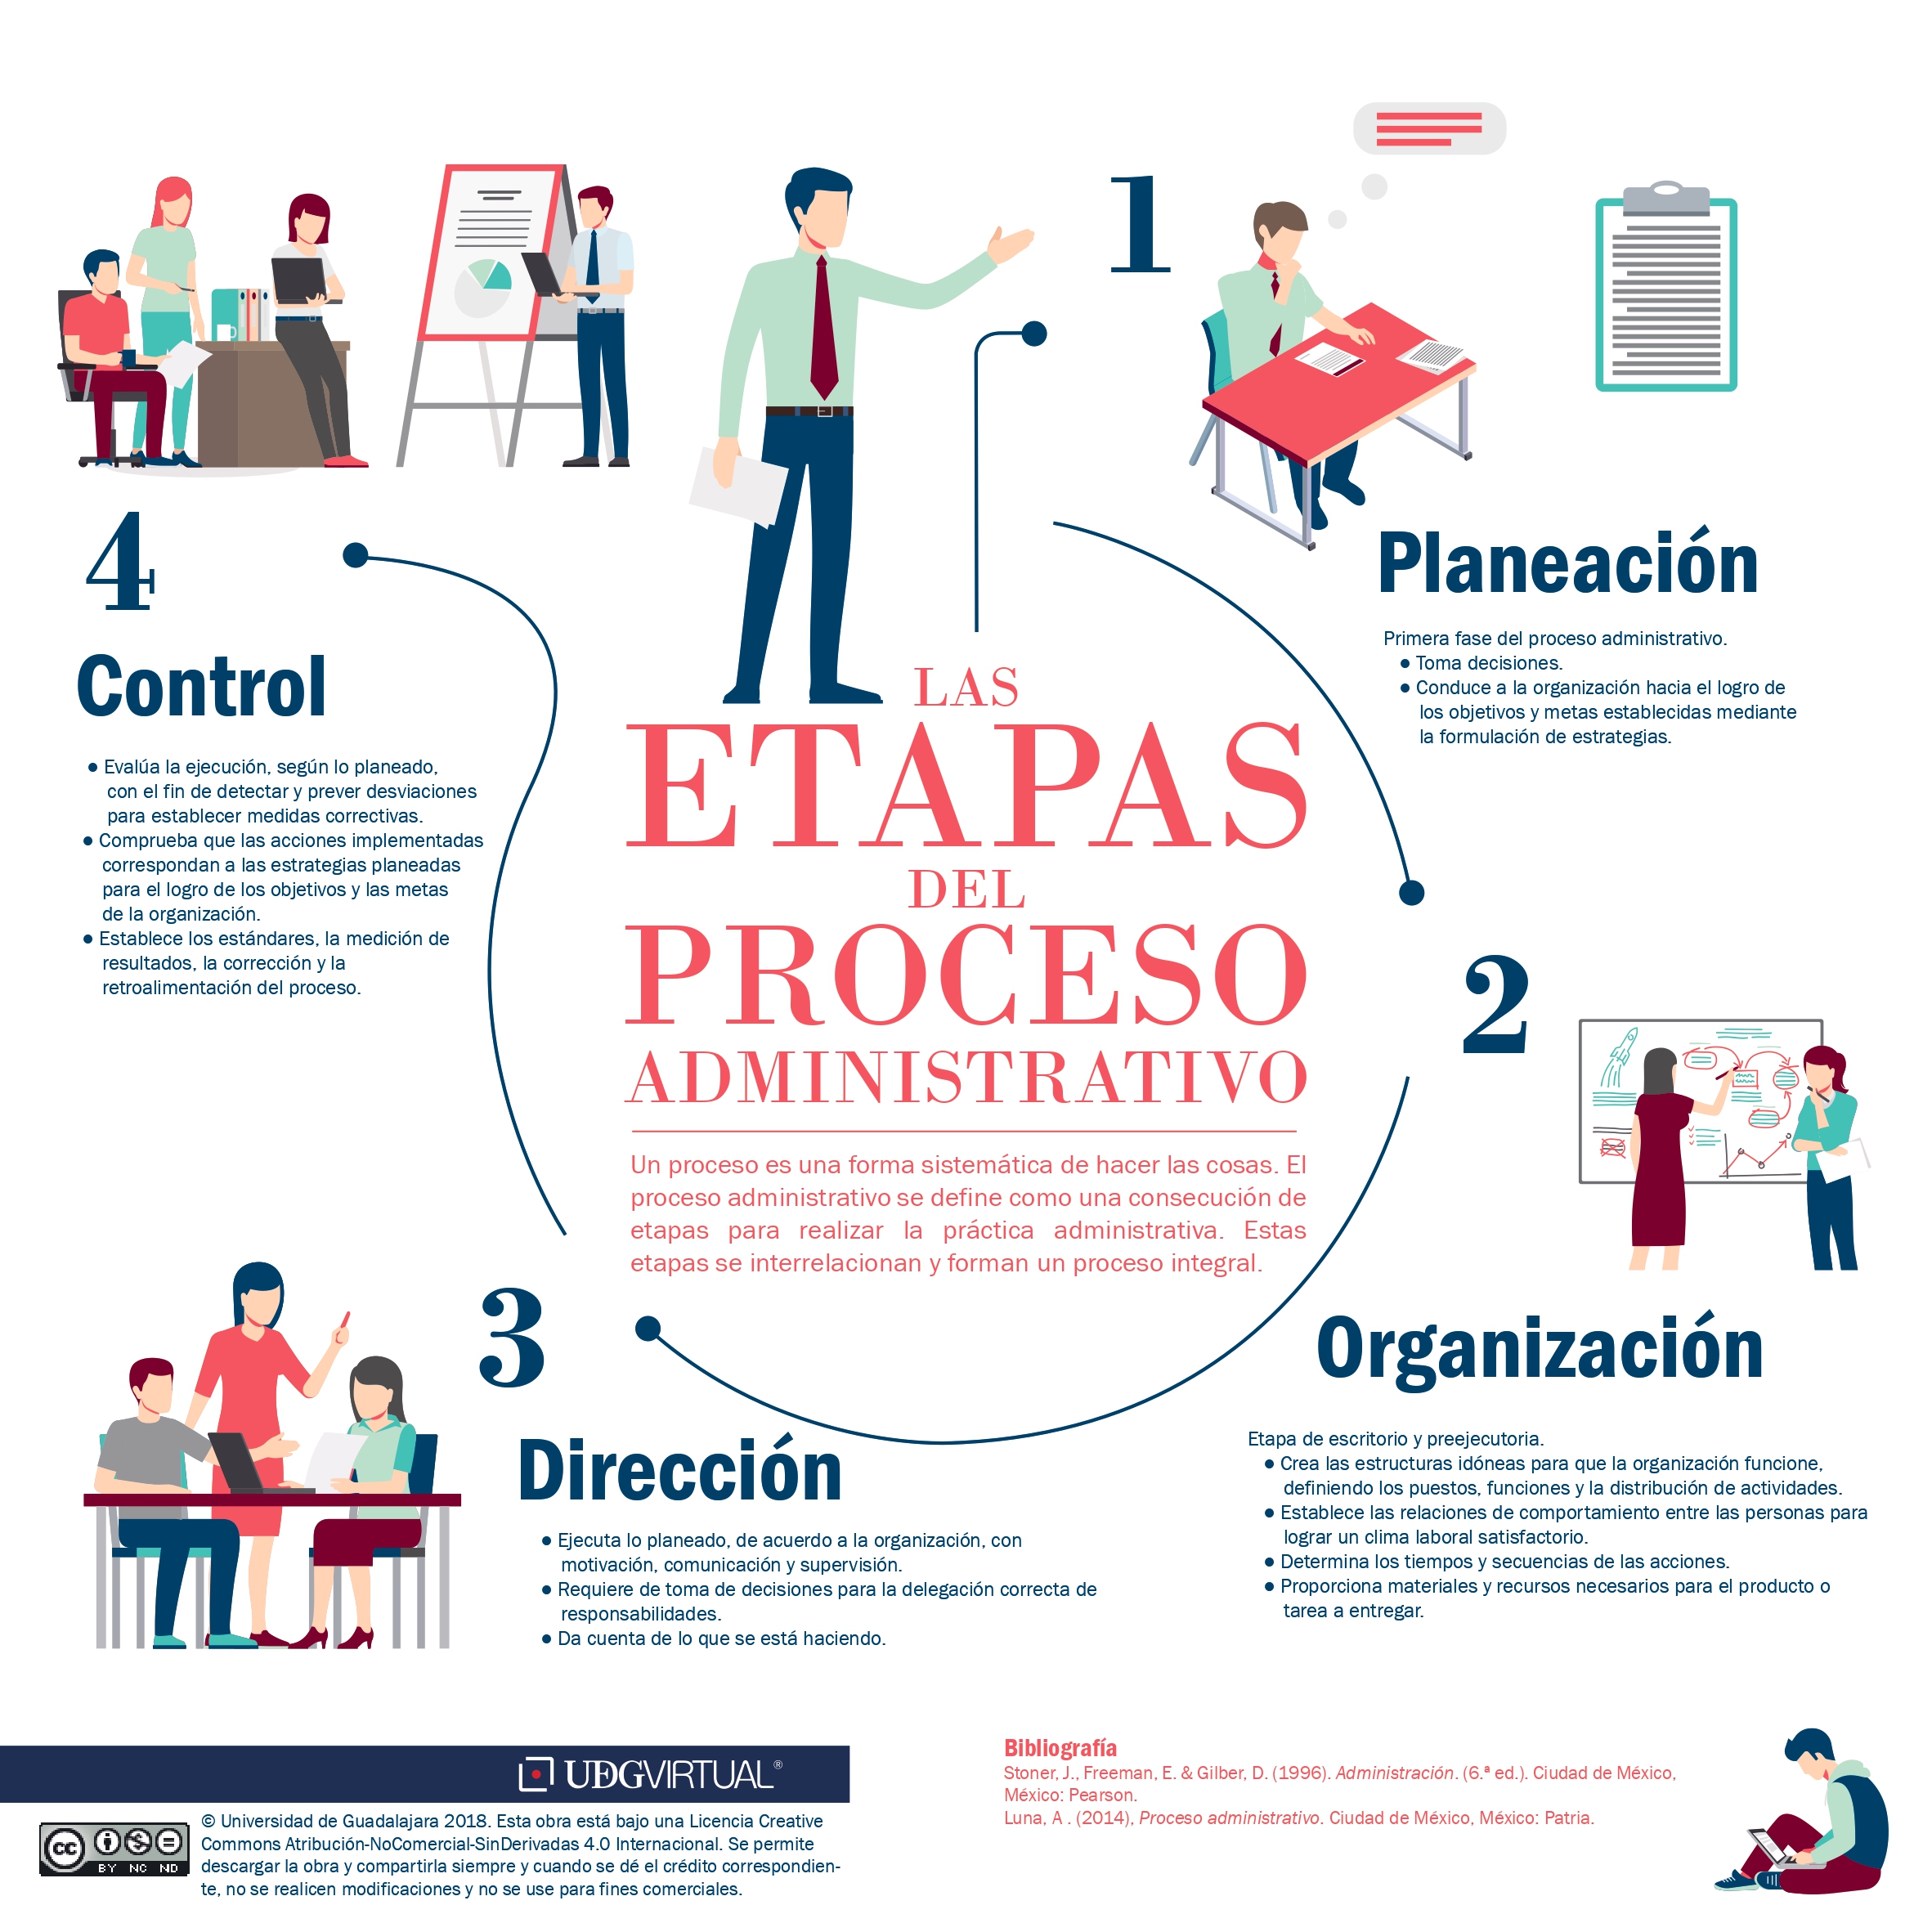 LAS
ETAPAS
DEL
PROCESO
ADMINISTRATIVO
Un proceso es una forma sistemática de hacer las cosas. El
proceso administrativo se define como una consecución de
etapas para realizar la práctica administrativa. Estas
etapas se interrelacionan y forman un proceso integral.
1
Planeación
Primera fase del proceso administrativo.
● Toma decisiones.
● Conduce a la organización hacia el logro de
los objetivos y metas establecidas mediante
la formulación de estrategias.
2
Organización
Etapa de escritorio y preejecutoria.
● Crea las estructuras idóneas para que la organización funcione,
definiendo los puestos, funciones y la distribución de actividades.
● Establece las relaciones de comportamiento entre las personas para
lograr un clima laboral satisfactorio.
● Determina los tiempos y secuencias de las acciones.
● Proporciona materiales y recursos necesarios para el producto o
tarea a entregar.
3
Dirección
● Ejecuta lo planeado, de acuerdo a la organización, con
motivación, comunicación y supervisión.
● Requiere de toma de decisiones para la delegación correcta de
responsabilidades.
● Da cuenta de lo que se está haciendo.
4
Control
● Evalúa la ejecución, según lo planeado,
con el fin de detectar y prever desviaciones
para establecer medidas correctivas.
● Comprueba que las acciones implementadas
correspondan a las estrategias planeadas
para el logro de los objetivos y las metas
de la organización.
● Establece los estándares, la medición de
resultados, la corrección y la
retroalimentación del proceso.
UDGVIRTUAL®
cc BY NC ND
© Universidad de Guadalajara 2018. Esta obra está bajo una Licencia Creative
Commons Atribución-NoComercial-SinDerivadas 4.0 Internacional. Se permite
descargar la obra y compartirla siempre y cuando se dé el crédito correspondien-
te, no se realicen modificaciones y no se use para fines comerciales.
Bibliografía
Stoner, J., Freeman, E. & Gilber, D. (1996). Administración. (6.ª ed.). Ciudad de México,
México: Pearson.
Luna, A . (2014), Proceso administrativo. Ciudad de México, México: Patria.